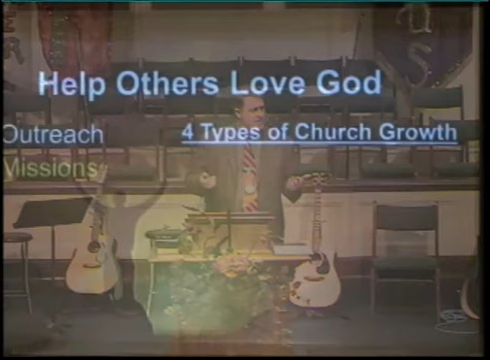 Help Others Love God
Outreach
4 Types of Church Growth
Missions